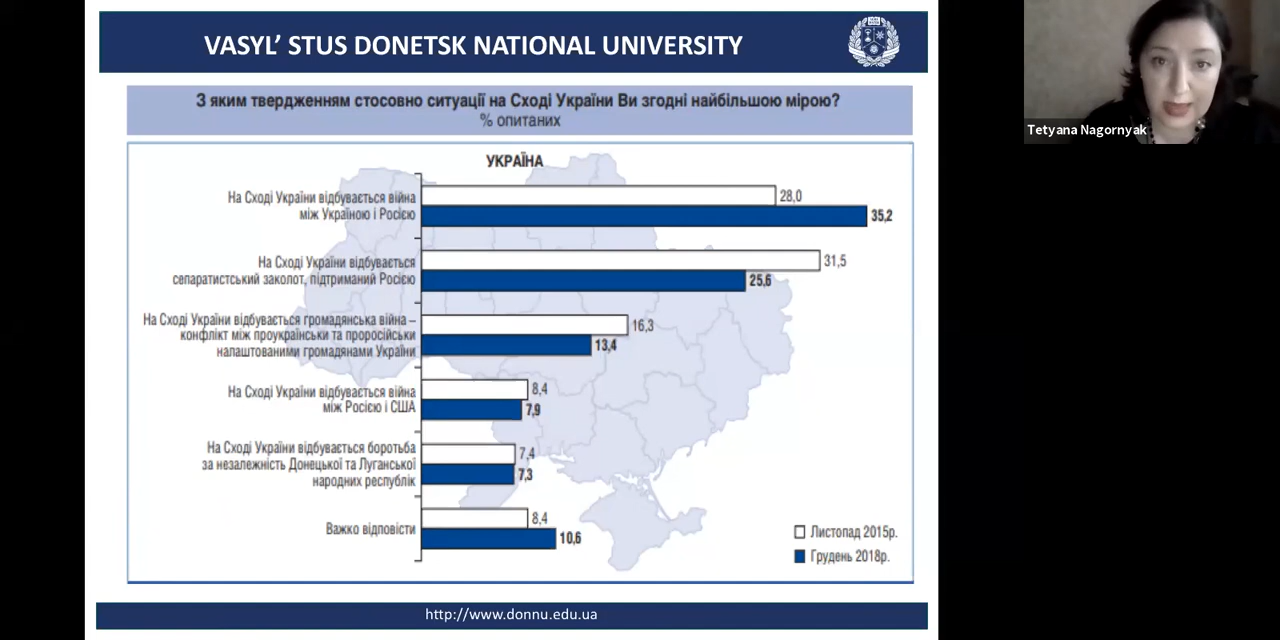 VASYL’ STUS DONETSK NATIONAL UNIVERSITY
З яким твердженням стосовно ситуації на Сході України Ви згодні найбільшою мірою?
% опитаних
УКРАЇНА
На Сході України відбувається війна
між Україною і Росією
28,0
35,2
На Сході України відбувається
сепаратистський заколот, підтриманий Росією
31,5
25,6
На Сході України відбувається громадянська війна –
конфлікт між проукраїнськи та проросійськи
налаштованими громадянами України
16,3
13,4
На Сході України відбувається війна
між Росією і США
8,4
7,9
На Сході України відбувається боротьба
за незалежність Донецької та Луганської
народних республік
7,4
7,3
Важко відповісти
8,4
10,6
Листопад 2015р.
Грудень 2018р.
http://www.donnu.edu.ua
Tetyana Nagornyak